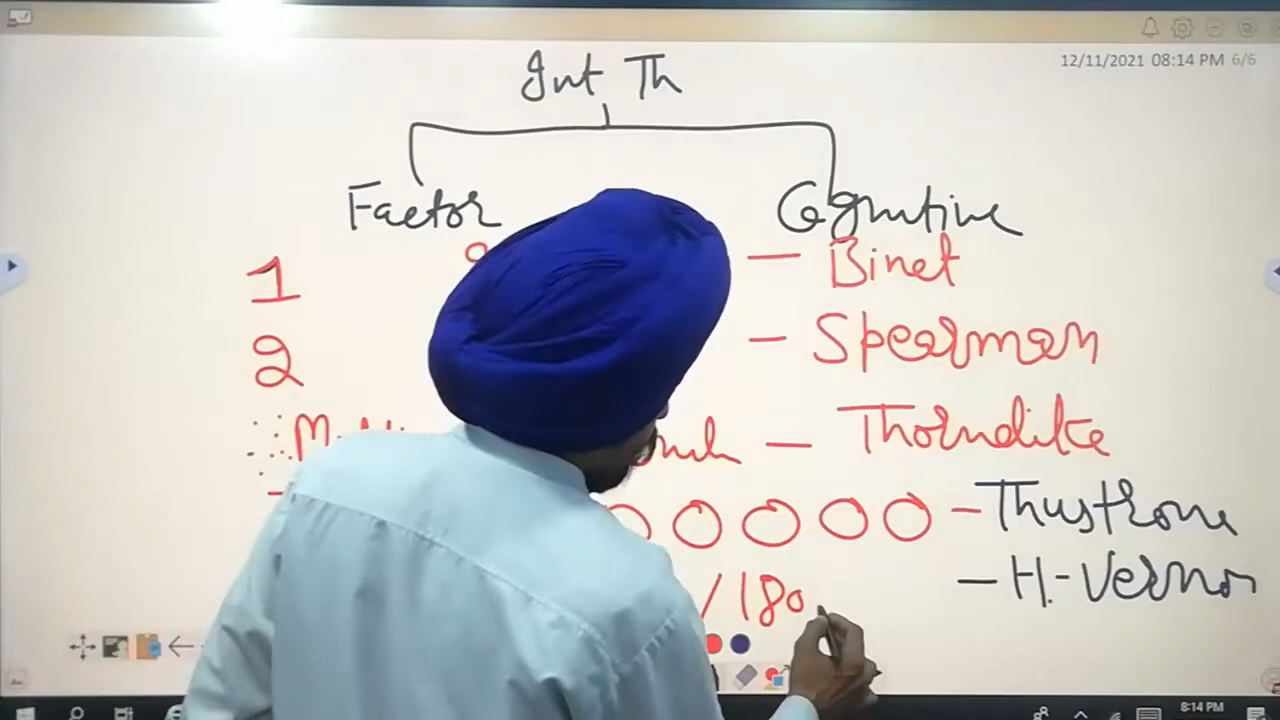 12/11/2021 08:14 PM 6/6
Int Th
Factor Cognitive
1 — Binet
2 — Spearman
— Thorndike
— Thustrone
— H. Vernon
/ 180
8:14 PM